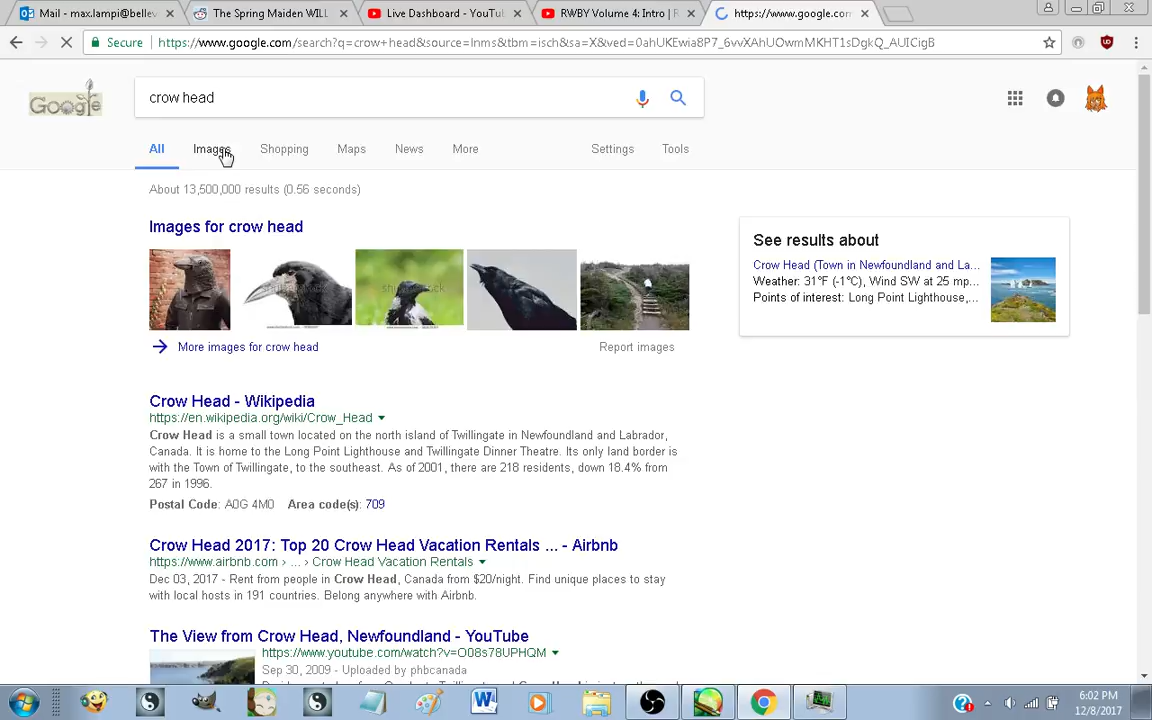 Mail - max.lampi@bellev
The Spring Maiden WILL
Live Dashboard - YouTu
RWBY Volume 4: Intro | R
https://www.google.com
Secure
https://www.google.com/search?q=crow+head&source=lnms&tbm=isch&sa=X&ved=0ahUKEwia8P7_6vvXAhUOwmMKHT1sDgkQ_AUICigB
Google
crow head
All Images Shopping Maps News More Settings Tools
About 13,500,000 results (0.56 seconds)
Images for crow head
See results about
Crow Head (Town in Newfoundland and La...
Weather: 31°F (-1°C), Wind SW at 25 mp...
Points of interest: Long Point Lighthouse,...
shutterstock
More images for crow head
Report images
Crow Head - Wikipedia
https://en.wikipedia.org/wiki/Crow_Head
Crow Head is a small town located on the north island of Twillingate in Newfoundland and Labrador,
Canada. It is home to the Long Point Lighthouse and Twillingate Dinner Theatre. Its only land border is
with the Town of Twillingate, to the southeast. As of 2001, there are 218 residents, down 18.4% from
267 in 1996.
Postal Code: A0G 4M0 Area code(s): 709
Crow Head 2017: Top 20 Crow Head Vacation Rentals ... - Airbnb
https://www.airbnb.com › ... › Crow Head Vacation Rentals
Dec 03, 2017 - Rent from people in Crow Head, Canada from $20/night. Find unique places to stay
with local hosts in 191 countries. Belong anywhere with Airbnb.
The View from Crow Head, Newfoundland - YouTube
https://www.youtube.com/watch?v=O08s78UPHQM
Sep 30, 2009 - Uploaded by phbcanada
6:02 PM
12/8/2017